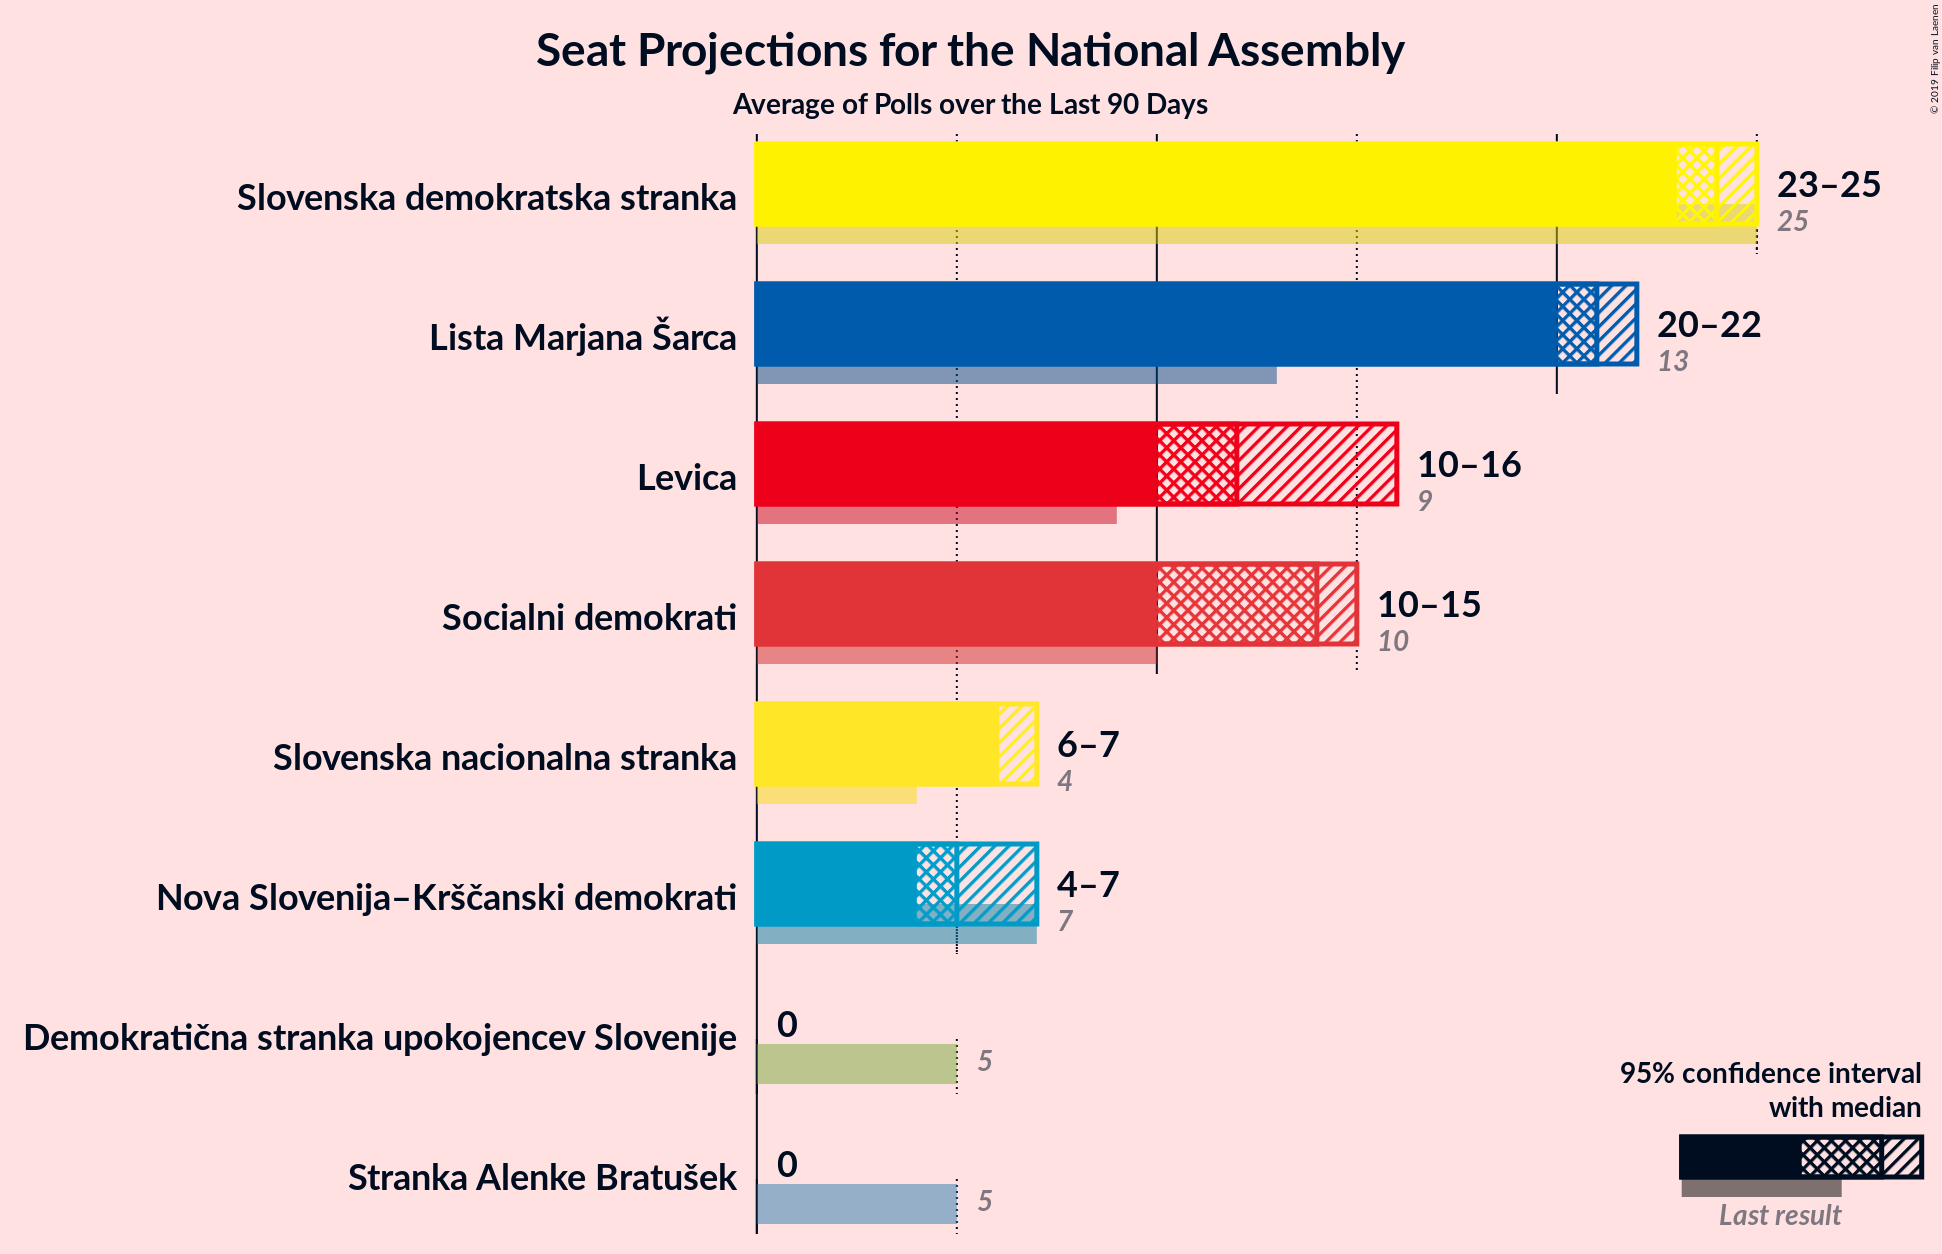 Seat Projections for the National Assembly
Average of Polls over the Last 90 Days
© 2019 Filip van Laenen
Slovenska demokratska stranka
23–25
25
Lista Marjana Šarca
20–22
13
Levica
10–16
9
Socialni demokrati
10–15
10
Slovenska nacionalna stranka
6–7
4
Nova Slovenija–Krščanski demokrati
4–7
7
Demokratična stranka upokojencev Slovenije
0
5
Stranka Alenke Bratušek
0
5
95% confidence interval
with median
Last result